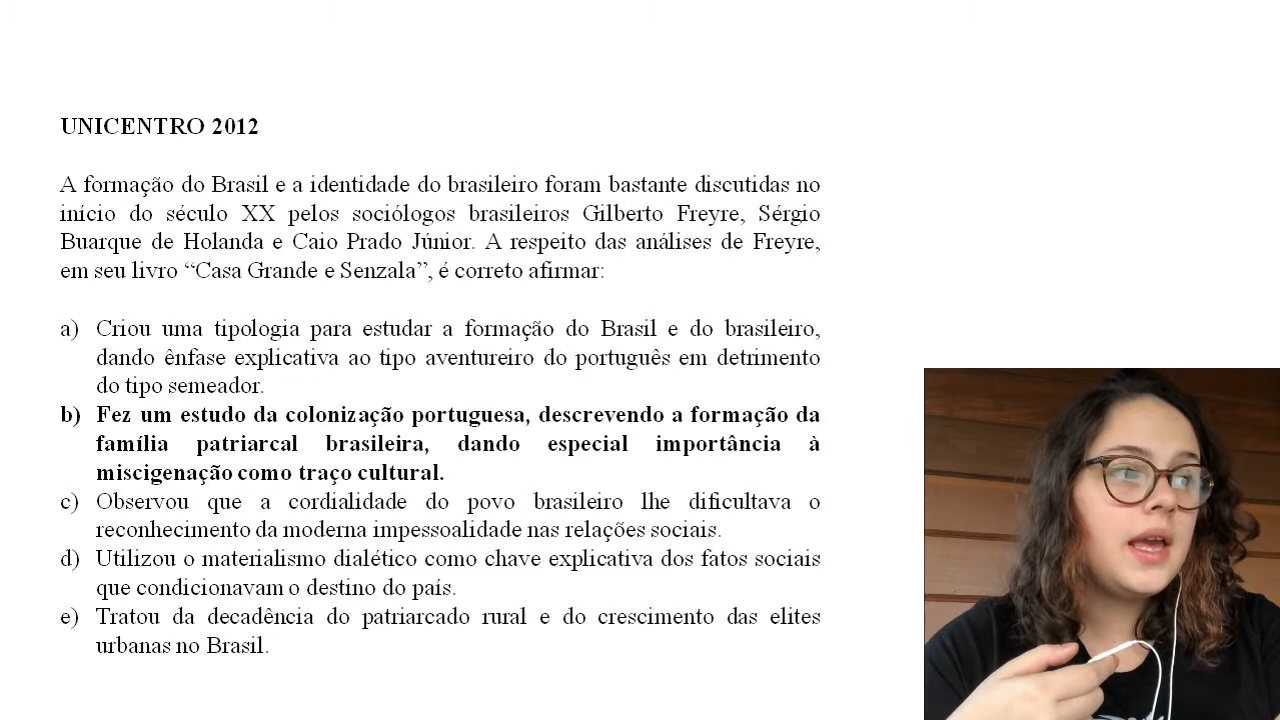 UNICENTRO 2012
A formação do Brasil e a identidade do brasileiro foram bastante discutidas no
início do século XX pelos sociólogos brasileiros Gilberto Freyre, Sérgio
Buarque de Holanda e Caio Prado Júnior. A respeito das análises de Freyre,
em seu livro “Casa Grande e Senzala”, é correto afirmar:
a) Criou uma tipologia para estudar a formação do Brasil e do brasileiro,
dando ênfase explicativa ao tipo aventureiro do português em detrimento
do tipo semeador.
b) Fez um estudo da colonização portuguesa, descrevendo a formação da
família patriarcal brasileira, dando especial importância à
miscigenação como traço cultural.
c) Observou que a cordialidade do povo brasileiro lhe dificultava o
reconhecimento da moderna impessoalidade nas relações sociais.
d) Utilizou o materialismo dialético como chave explicativa dos fatos sociais
que condicionavam o destino do país.
e) Tratou da decadência do patriarcado rural e do crescimento das elites
urbanas no Brasil.